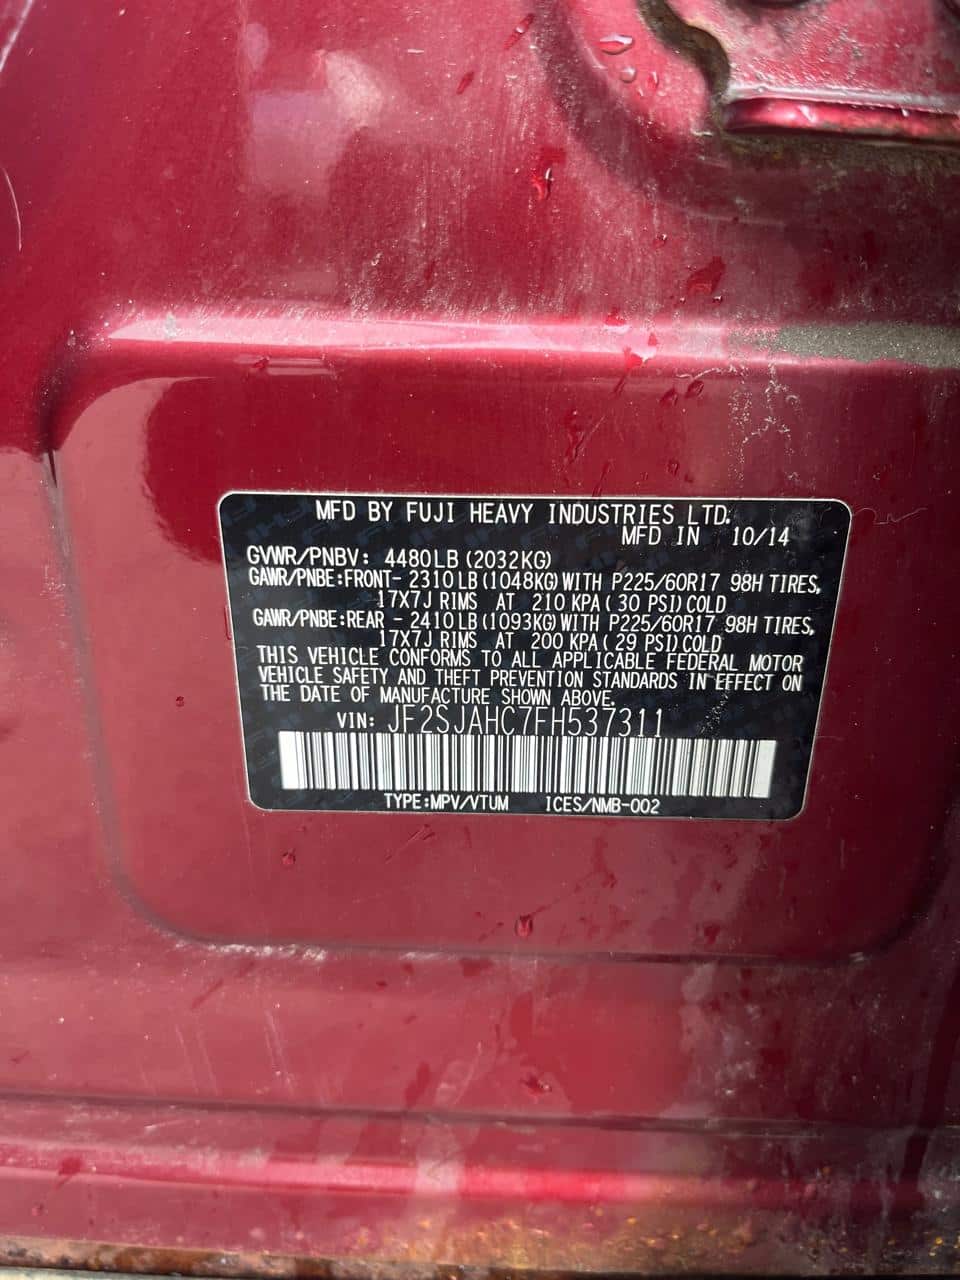 MFD BY FUJI HEAVY INDUSTRIES LTD.
MFD IN 10/14
GVWR/PNBV: 4480LB (2032KG)
GAWR/PNBE:FRONT- 2310 LB (1048KG) WITH P225/60R17 98H TIRES,
17X7J RIMS AT 210 KPA ( 30 PSI) COLD
GAWR/PNBE:REAR - 2410 LB (1093KG) WITH P225/60R17 98H TIRES,
17X7J RIMS AT 200 KPA ( 29 PSI) COLD
THIS VEHICLE CONFORMS TO ALL APPLICABLE FEDERAL MOTOR
VEHICLE SAFETY AND THEFT PREVENTION STANDARDS IN EFFECT ON
THE DATE OF MANUFACTURE SHOWN ABOVE.
VIN: JF2SJAHC7FH537311
TYPE:MPV/VTUM ICES/NMB-002